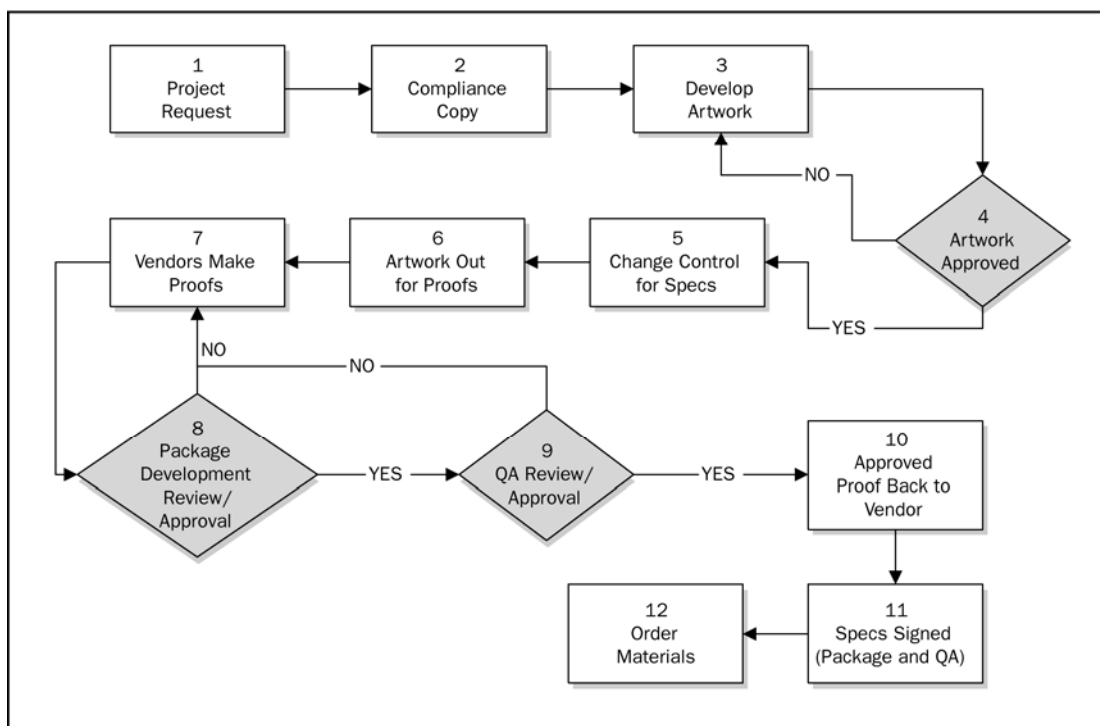 1
Project
Request
2
Compliance
Copy
3
Develop
Artwork
NO
4
Artwork
Approved
7
Vendors Make
Proofs
6
Artwork Out
for Proofs
5
Change Control
for Specs
YES
NO
NO
8
Package
Development
Review/
Approval
YES
9
QA Review/
Approval
YES
10
Approved
Proof Back to
Vendor
12
Order
Materials
11
Specs Signed
(Package and QA)